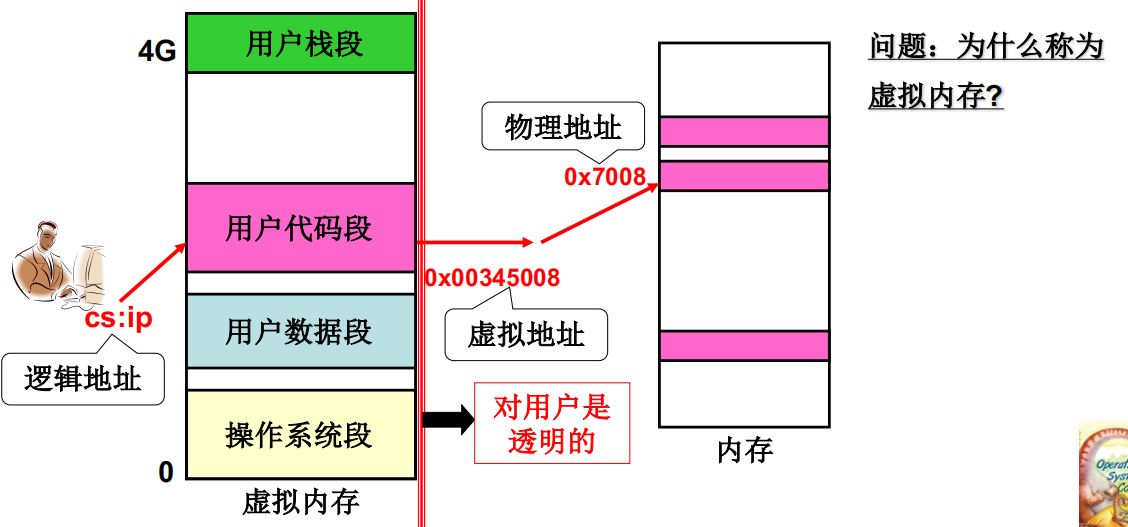 4G
用户栈段
用户代码段
用户数据段
操作系统段
0
虚拟内存
cs:ip
逻辑地址
0x00345008
虚拟地址
对用户是
透明的
物理地址
0x7008
内存
问题：为什么称为
虚拟内存?